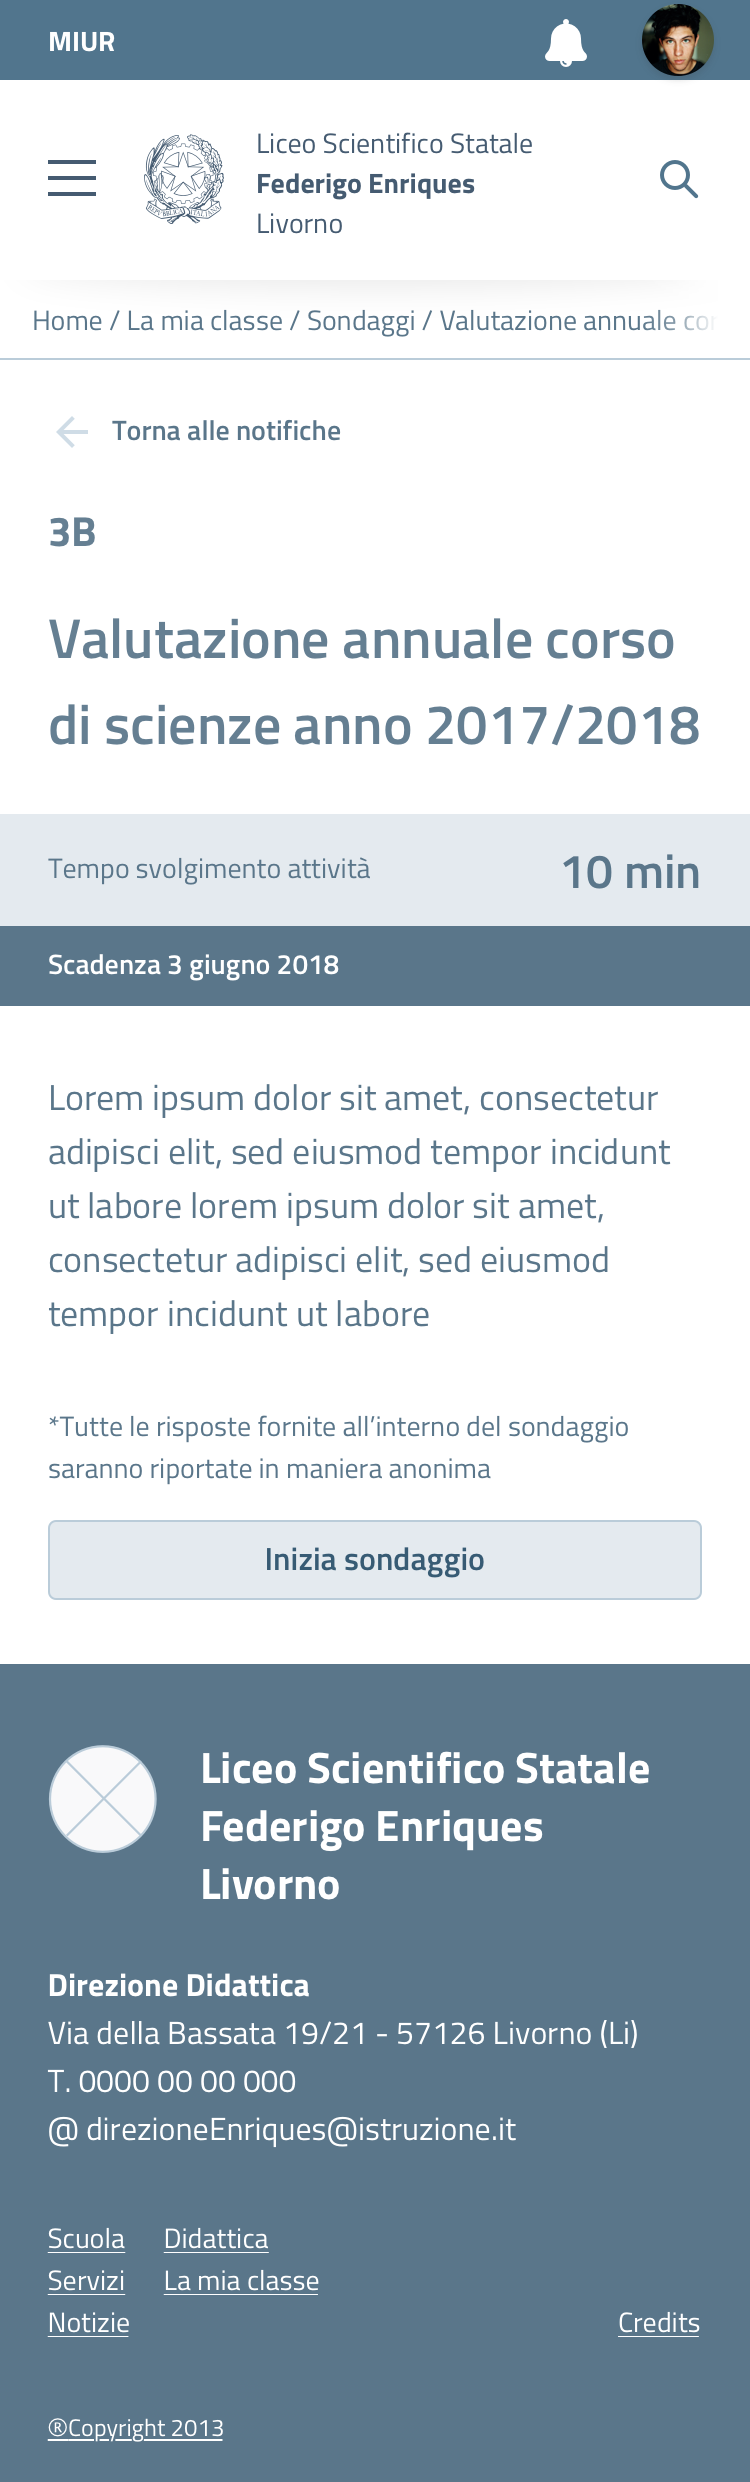 MIUR
Liceo Scientifico Statale
Federigo Enriques
Livorno
REPVBBLICA ITALIANA
Home / La mia classe / Sondaggi / Valutazione annuale cor
Torna alle notifiche
3B
Valutazione annuale corso
di scienze anno 2017/2018
Tempo svolgimento attività 10 min
Scadenza 3 giugno 2018
Lorem ipsum dolor sit amet, consectetur
adipisci elit, sed eiusmod tempor incidunt
ut labore lorem ipsum dolor sit amet,
consectetur adipisci elit, sed eiusmod
tempor incidunt ut labore
*Tutte le risposte fornite all’interno del sondaggio
saranno riportate in maniera anonima
Inizia sondaggio
Liceo Scientifico Statale
Federigo Enriques
Livorno
Direzione Didattica
Via della Bassata 19/21 - 57126 Livorno (Li)
T. 0000 00 00 000
@ direzioneEnriques@istruzione.it
Scuola Didattica
Servizi La mia classe
Notizie Credits
®Copyright 2013